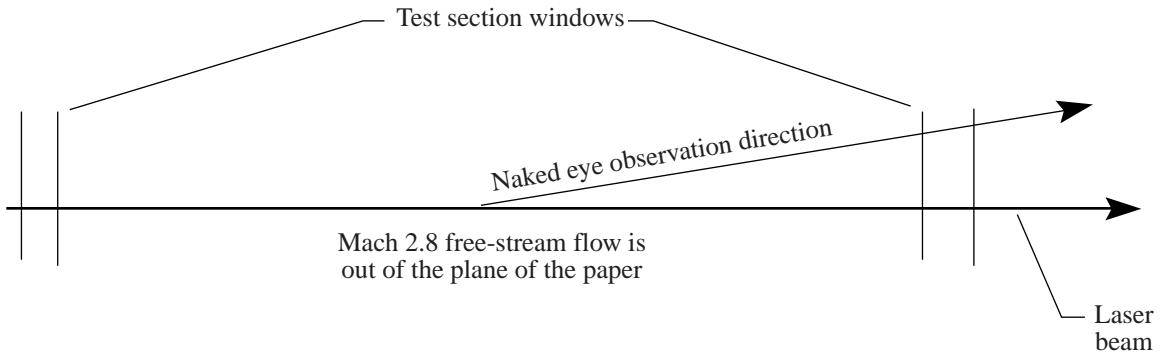 Test section windows
Naked eye observation direction
Mach 2.8 free-stream flow is
out of the plane of the paper
Laser
beam